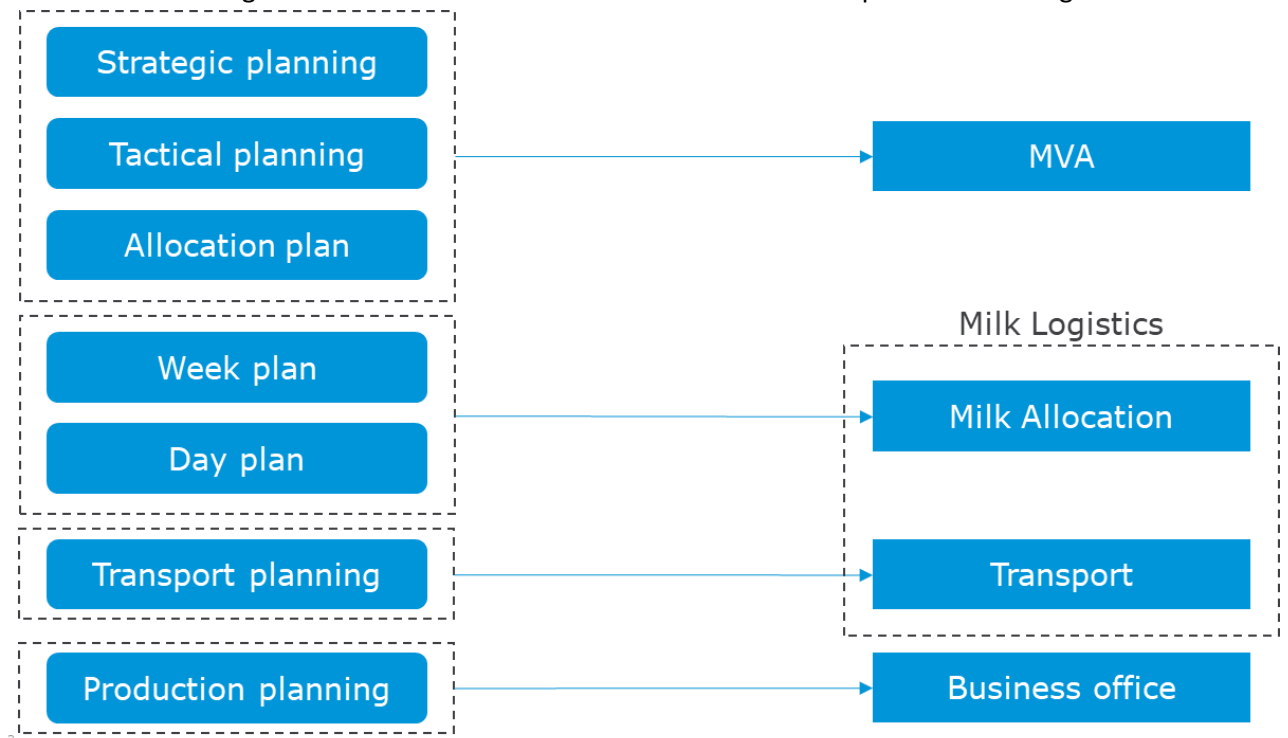 Strategic planning
Tactical planning
MVA
Allocation plan
Milk Logistics
Week plan
Milk Allocation
Day plan
Transport planning
Transport
Production planning
Business office